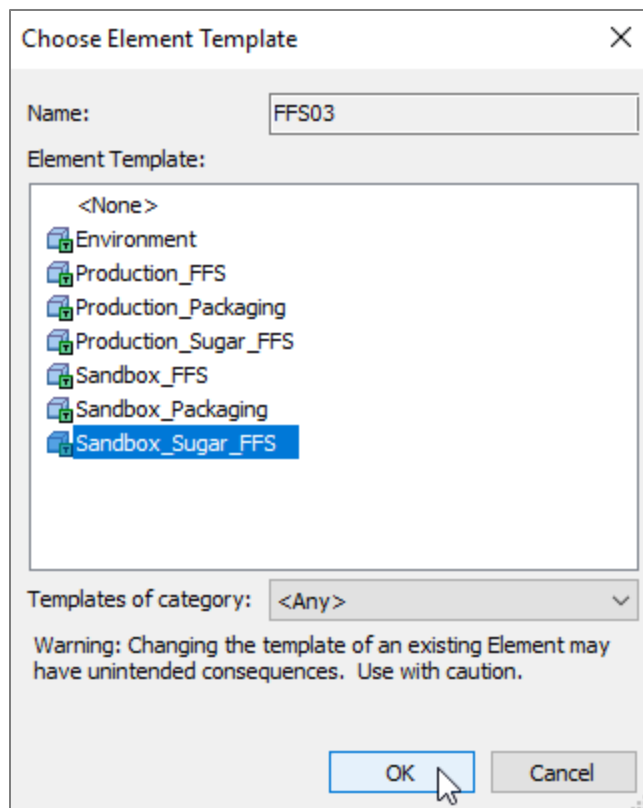 Choose Element Template
Name: FFS03
Element Template:
<None>
Environment
Production_FFS
Production_Packaging
Production_Sugar_FFS
Sandbox_FFS
Sandbox_Packaging
Sandbox_Sugar_FFS
Templates of category: <Any>
Warning: Changing the template of an existing Element may
have unintended consequences.  Use with caution.
OK Cancel